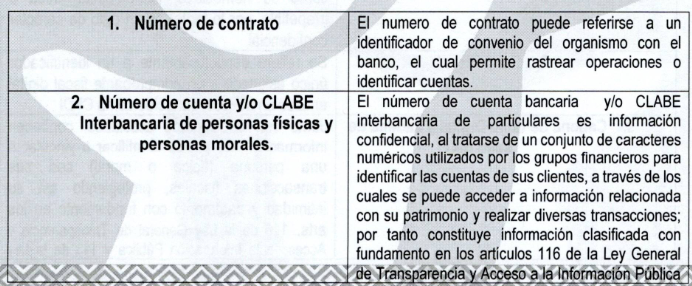 1. Número de contrato
El numero de contrato puede referirse a un
identificador de convenio del organismo con el
banco, el cual permite rastrear operaciones o
identificar cuentas.
2. Número de cuenta y/o CLABE
Interbancaria de personas físicas y
personas morales.
El número de cuenta bancaria y/o CLABE
interbancaria de particulares es información
confidencial, al tratarse de un conjunto de caracteres
numéricos utilizados por los grupos financieros para
identificar las cuentas de sus clientes, a través de los
cuales se puede acceder a información relacionada
con su patrimonio y realizar diversas transacciones;
por tanto constituye información clasificada con
fundamento en los artículos 116 de la Ley General
de Transparencia y Acceso a la Información Pública